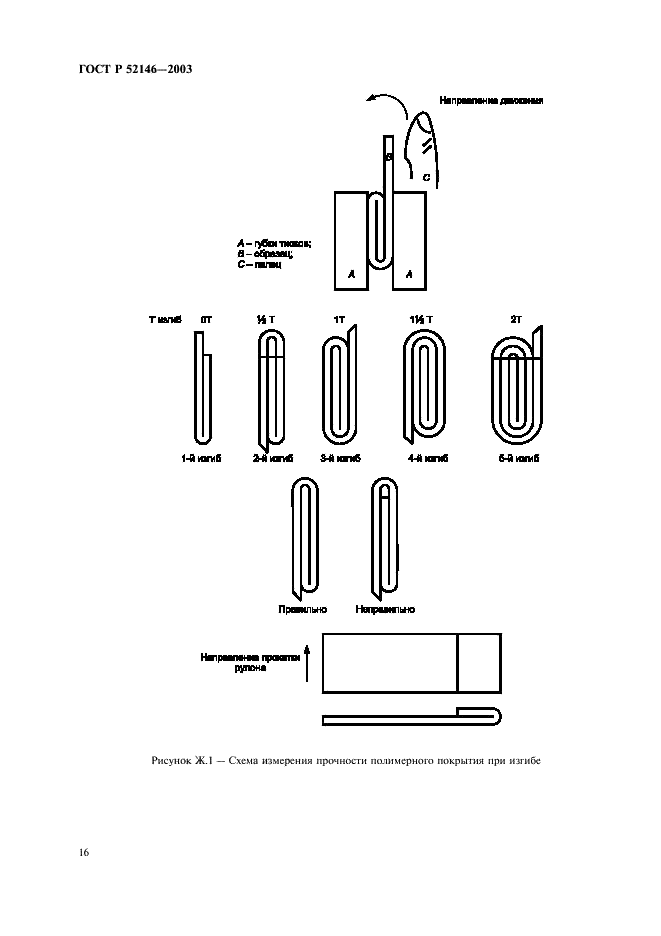 ГОСТ Р 52146—2003
Направление движения
B
C
A – губки тисков;
B – образец;
C – палец
A A
Т изгиб 0Т ½ Т 1Т 1½ Т 2Т
1-й изгиб 2-й изгиб 3-й изгиб 4-й изгиб 5-й изгиб
Правильно Неправильно
Направление прокатки
рулона
Рисунок Ж.1 — Схема измерения прочности полимерного покрытия при изгибе
16